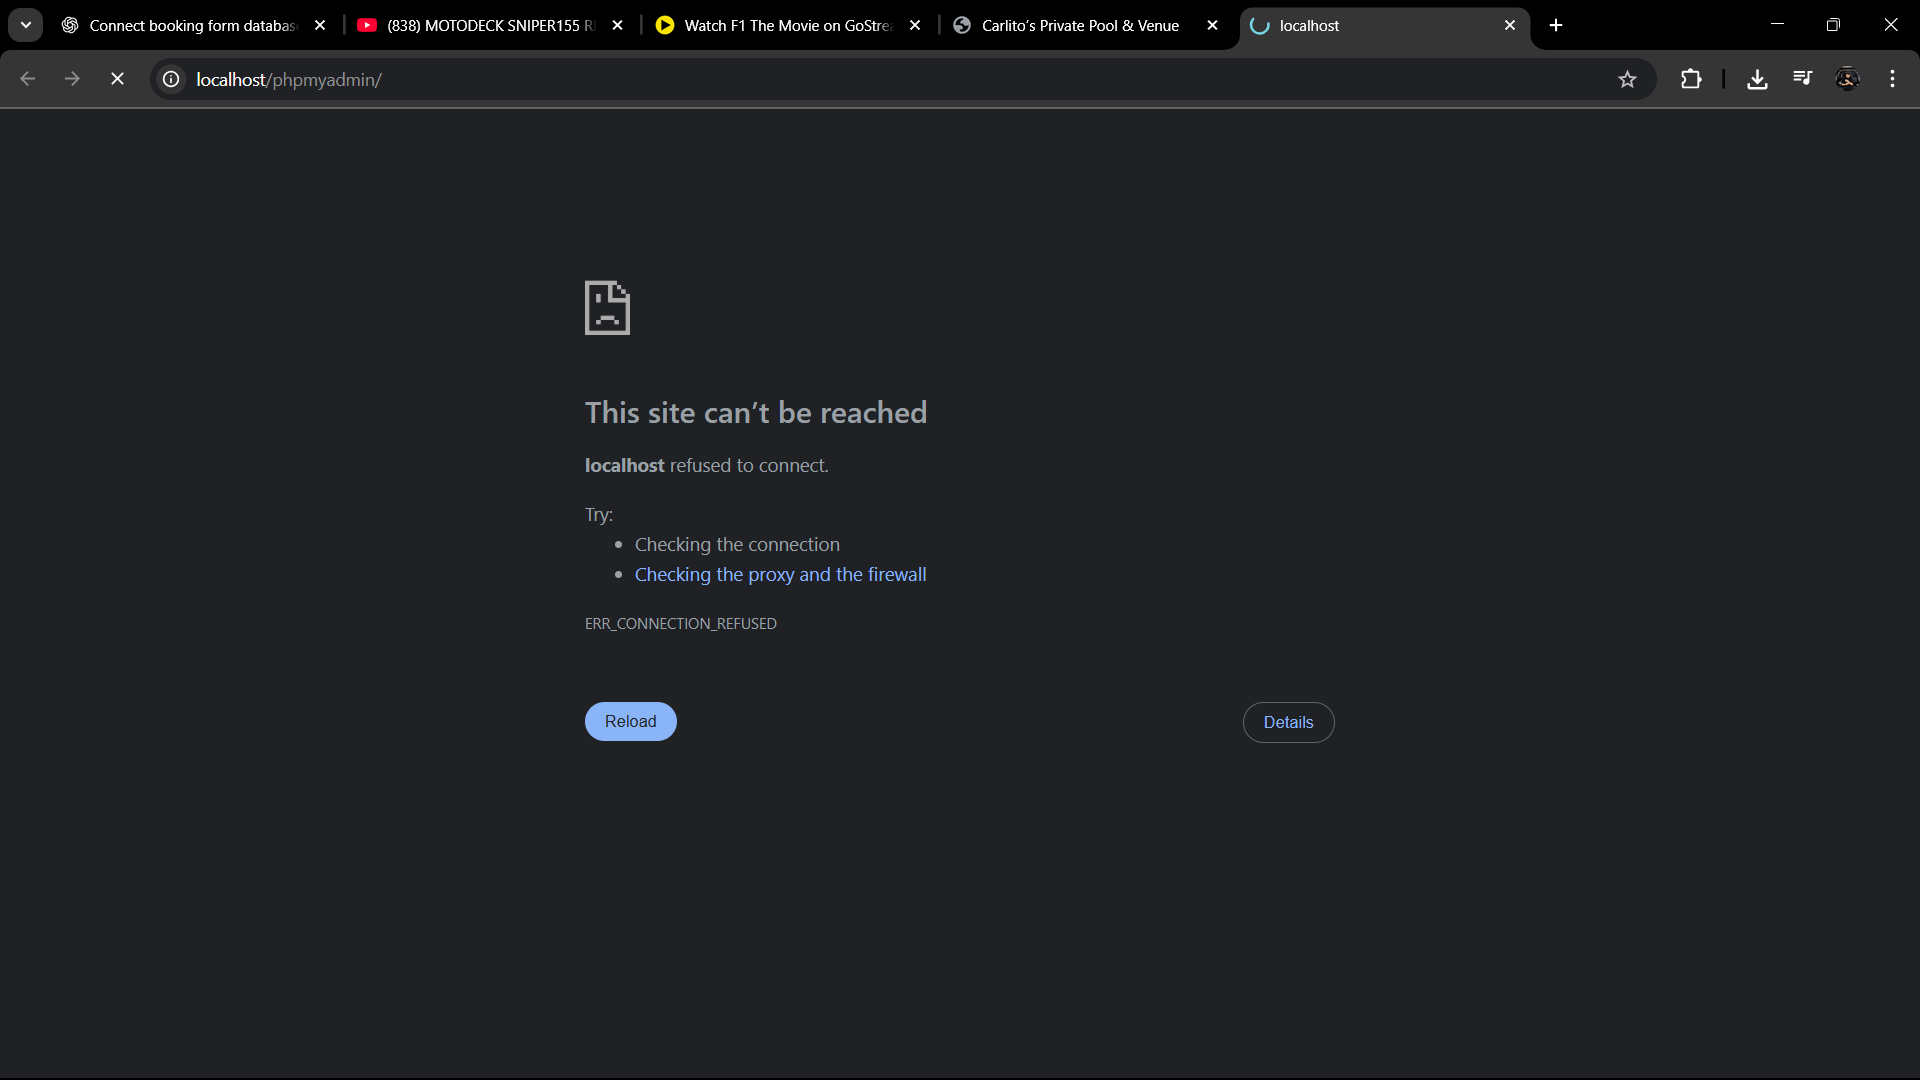 Connect booking form databas
(838) MOTODECK SNIPER155 R
Watch F1 The Movie on GoStre
Carlito's Private Pool & Venue
localhost
localhost/phpmyadmin/
This site can't be reached
localhost refused to connect.
Try:
• Checking the connection
• Checking the proxy and the firewall
ERR_CONNECTION_REFUSED
Reload
Details